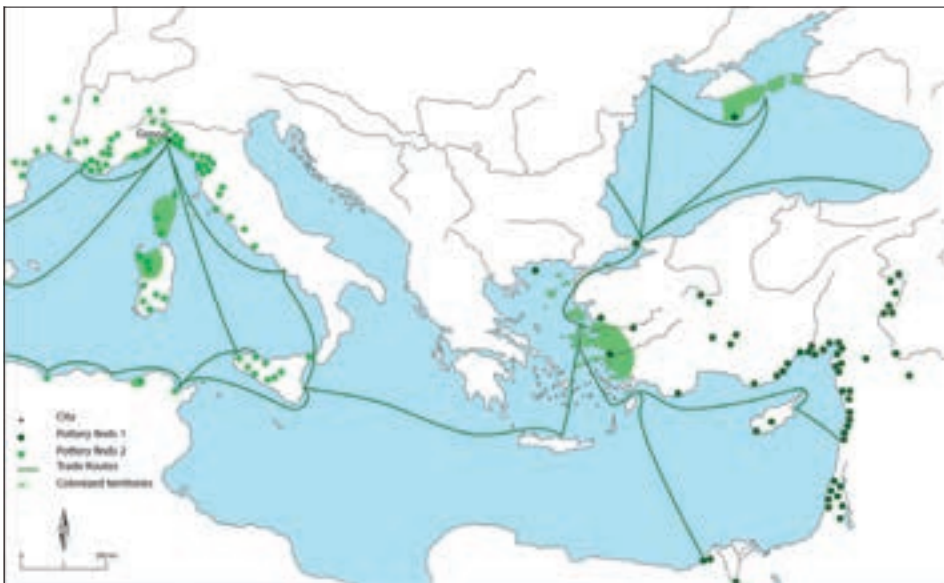 Genoa
City
Pottery finds 1
Pottery finds 2
Trade Routes
Colonized territories